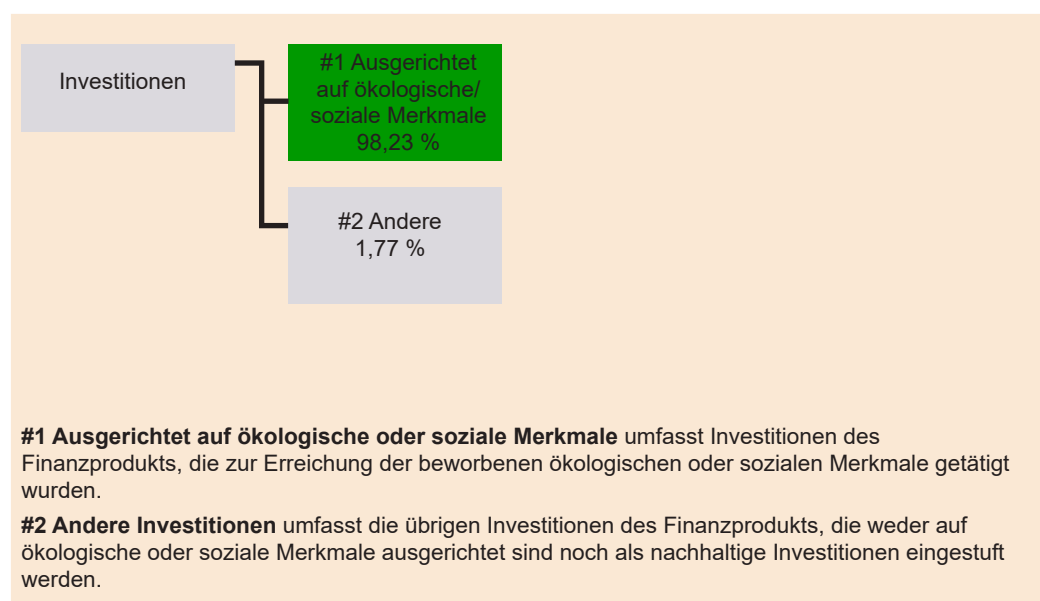 Investitionen
#1 Ausgerichtet
auf ökologische/
soziale Merkmale
98,23 %
#2 Andere
1,77 %
#1 Ausgerichtet auf ökologische oder soziale Merkmale umfasst Investitionen des
Finanzprodukts, die zur Erreichung der beworbenen ökologischen oder sozialen Merkmale getätigt
wurden.
#2 Andere Investitionen umfasst die übrigen Investitionen des Finanzprodukts, die weder auf
ökologische oder soziale Merkmale ausgerichtet sind noch als nachhaltige Investitionen eingestuft
werden.